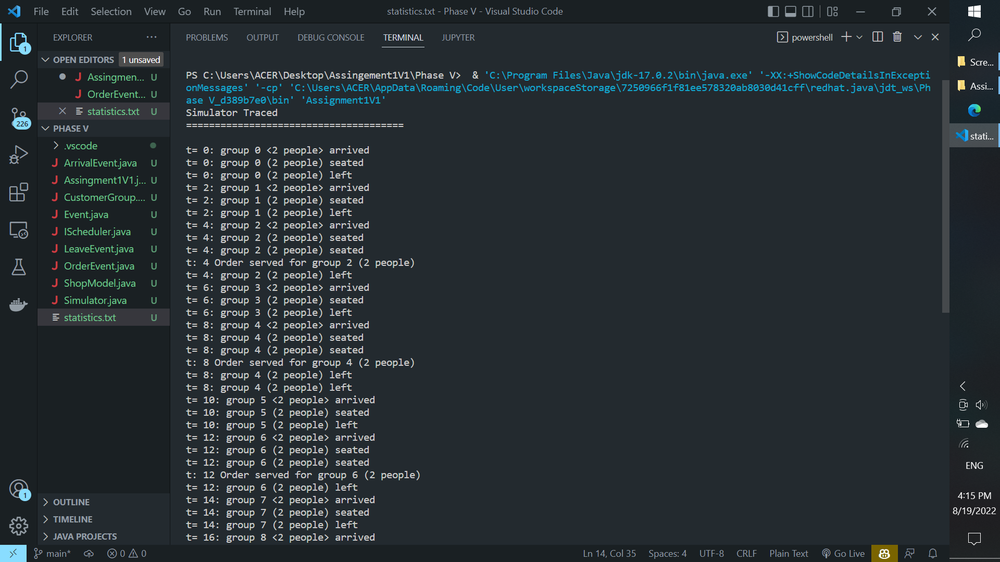 File Edit Selection View Go Run Terminal Help
statistics.txt - Phase V - Visual Studio Code
EXPLORER
OPEN EDITORS 1 unsaved
Assingmen... U
OrderEvent... U
statistics.txt U
PHASE V
.vscode
ArrivalEvent.java U
Assingment1V1.j... U
CustomerGroup.... U
Event.java U
IScheduler.java U
LeaveEvent.java U
OrderEvent.java U
ShopModel.java U
Simulator.java U
statistics.txt U
OUTLINE
TIMELINE
JAVA PROJECTS
1
226
1
PROBLEMS OUTPUT DEBUG CONSOLE TERMINAL JUPYTER
powershell
PS C:\Users\ACER\Desktop\Assingement1V1\Phase V>  & 'C:\Program Files\Java\jdk-17.0.2\bin\java.exe' '-XX:+ShowCodeDetailsInExcepti
onMessages' '-cp' 'C:\Users\ACER\AppData\Roaming\Code\User\workspaceStorage\7250966f1f81ee578320ab8030d41cff\redhat.java\jdt_ws\Ph
ase V_d389b7e0\bin' 'Assignment1V1'
Simulator Traced
======================================
t= 0: group 0 <2 people> arrived
t= 0: group 0 (2 people) seated
t= 0: group 0 (2 people) left
t= 2: group 1 <2 people> arrived
t= 2: group 1 (2 people) seated
t= 2: group 1 (2 people) left
t= 4: group 2 <2 people> arrived
t= 4: group 2 (2 people) seated
t= 4: group 2 (2 people) seated
t: 4 Order served for group 2 (2 people)
t= 4: group 2 (2 people) left
t= 6: group 3 <2 people> arrived
t= 6: group 3 (2 people) seated
t= 6: group 3 (2 people) left
t= 8: group 4 <2 people> arrived
t= 8: group 4 (2 people) seated
t= 8: group 4 (2 people) seated
t: 8 Order served for group 4 (2 people)
t= 8: group 4 (2 people) left
t= 8: group 4 (2 people) left
t= 10: group 5 <2 people> arrived
t= 10: group 5 (2 people) seated
t= 10: group 5 (2 people) left
t= 12: group 6 <2 people> arrived
t= 12: group 6 (2 people) seated
t= 12: group 6 (2 people) seated
t: 12 Order served for group 6 (2 people)
t= 12: group 6 (2 people) left
t= 14: group 7 <2 people> arrived
t= 14: group 7 (2 people) seated
t= 14: group 7 (2 people) left
t= 16: group 8 <2 people> arrived
main* 0 0
Ln 14, Col 35 Spaces: 4 UTF-8 CRLF Plain Text Go Live
Scre...
Assi...
stati...
ENG
4:15 PM
8/19/2022